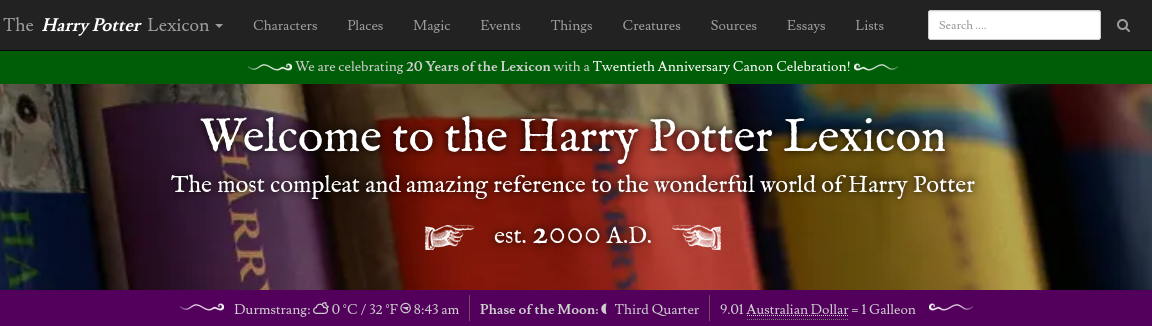 The Harry Potter Lexicon Characters Places Magic Events Things Creatures Sources Essays Lists Search ....
We are celebrating 20 Years of the Lexicon with a Twentieth Anniversary Canon Celebration!
Welcome to the Harry Potter Lexicon
The most compleat and amazing reference to the wonderful world of Harry Potter
est. 2000 A.D.
HA
HARRY
HARRY
Durmstrang: 0 °C / 32 °F 8:43 am Phase of the Moon: Third Quarter 9.01 Australian Dollar = 1 Galleon